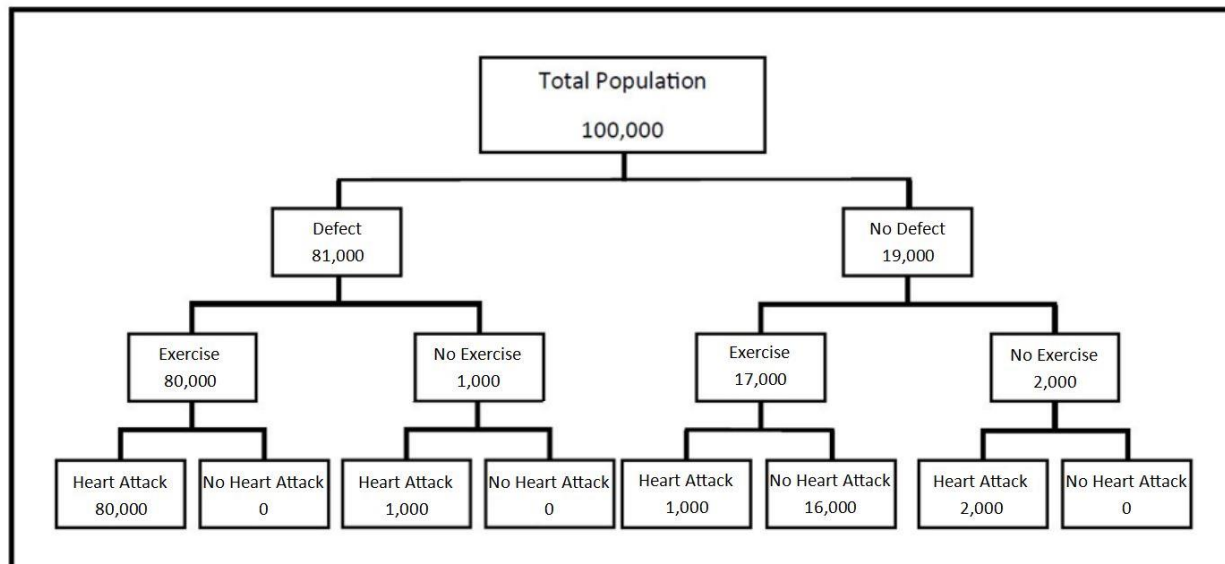 Total Population
100,000
Defect
81,000
No Defect
19,000
Exercise
80,000
No Exercise
1,000
Exercise
17,000
No Exercise
2,000
Heart Attack
80,000
No Heart Attack
0
Heart Attack
1,000
No Heart Attack
0
Heart Attack
1,000
No Heart Attack
16,000
Heart Attack
2,000
No Heart Attack
0